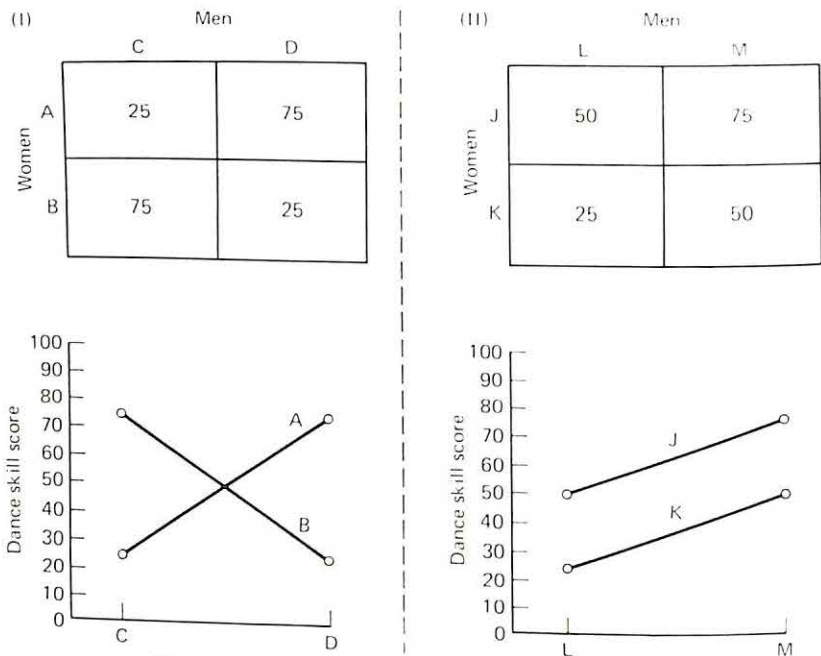 (I) Men
C D
Women
A 25 75
B 75 25
Dance skill score
100
90
80
70
60
50
40
30
20
10
0
A
B
C D
(II) Men
L M
Women
J 50 75
K 25 50
Dance skill score
100
90
80
70
60
50
40
30
20
10
0
J
K
L M